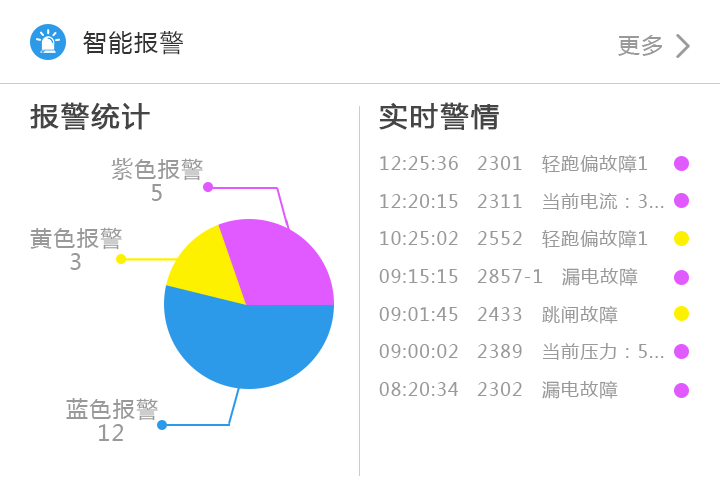 智能报警
更多
报警统计
紫色报警
5
黄色报警
3
蓝色报警
12
实时警情
12:25:36 2301 轻跑偏故障1
12:20:15 2311 当前电流：3...
10:25:02 2552 轻跑偏故障1
09:15:15 2857-1 漏电故障
09:01:45 2433 跳闸故障
09:00:02 2389 当前压力：5...
08:20:34 2302 漏电故障